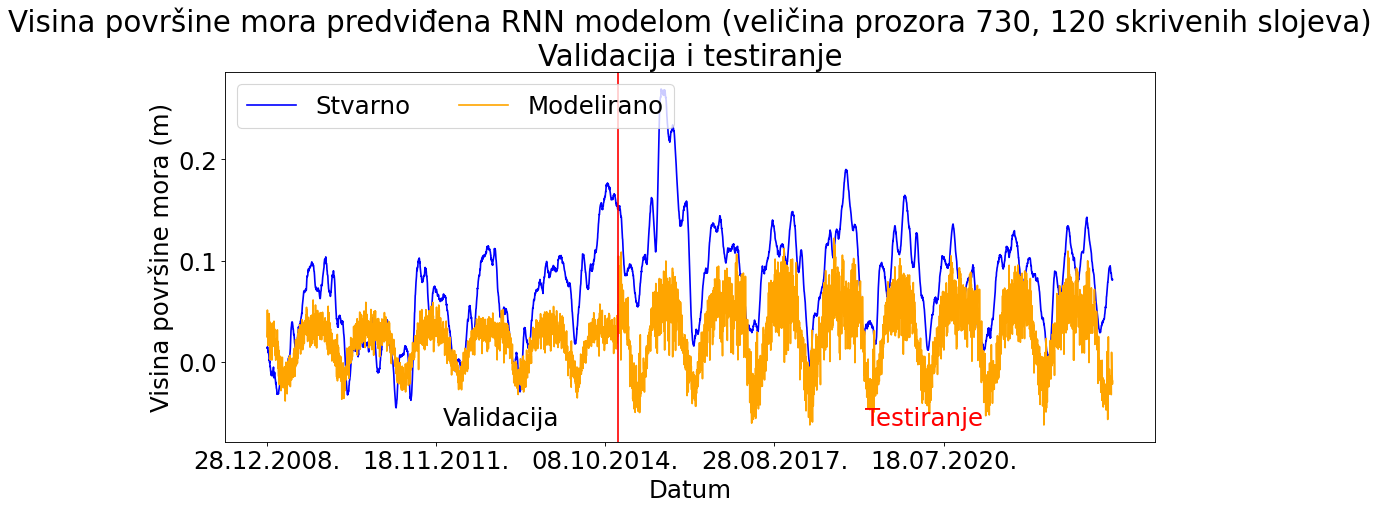 Visina površine mora predviđena RNN modelom (veličina prozora 730, 120 skrivenih slojeva)
Validacija i testiranje
Stvarno Modelirano
Visina površine mora (m)
0.2
0.1
0.0
Validacija Testiranje
28.12.2008. 18.11.2011. 08.10.2014. 28.08.2017. 18.07.2020.
Datum